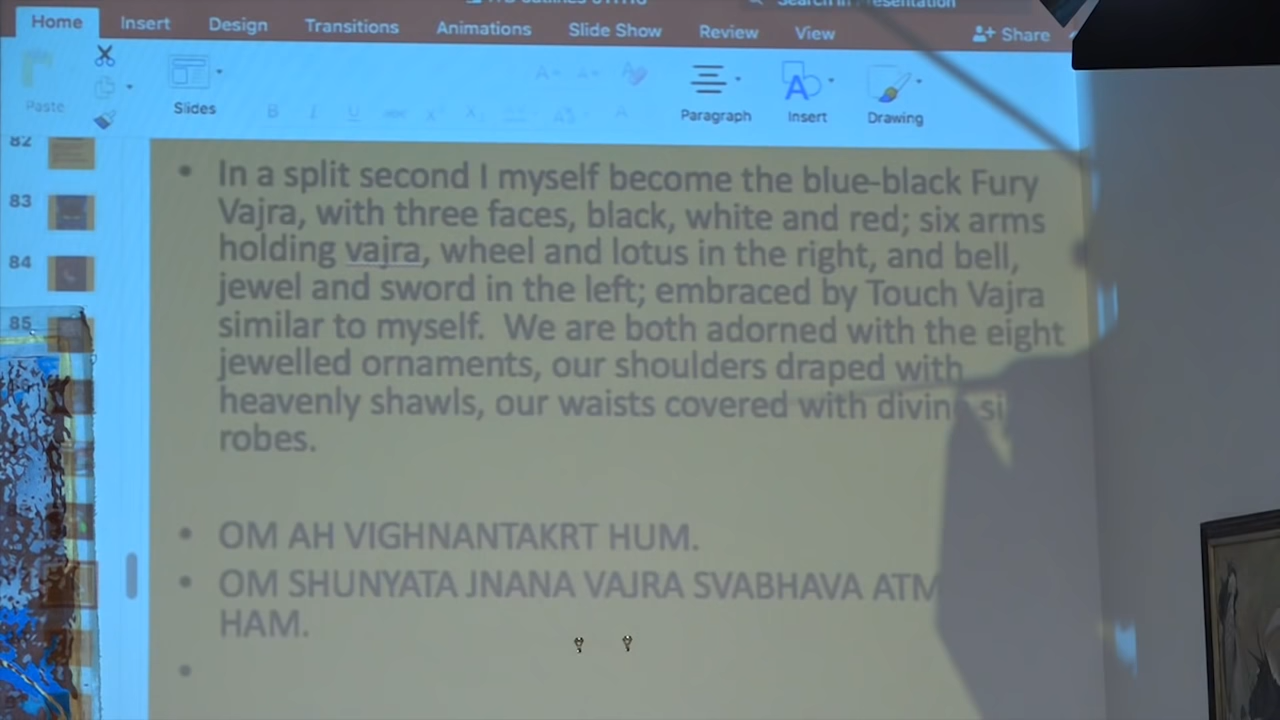 Home Insert Design Transitions Animations Slide Show Review View Share
Paste Slides Paragraph Insert Drawing
82
83
84
85
• In a split second I myself become the blue-black Fury
Vajra, with three faces, black, white and red; six arms
holding vajra, wheel and lotus in the right, and bell,
jewel and sword in the left; embraced by Touch Vajra
similar to myself. We are both adorned with the eight
jewelled ornaments, our shoulders draped with
heavenly shawls, our waists covered with divin si
robes.
• OM AH VIGHNANTAKRT HUM.
• OM SHUNYATA JNANA VAJRA SVABHAVA ATM
HAM.